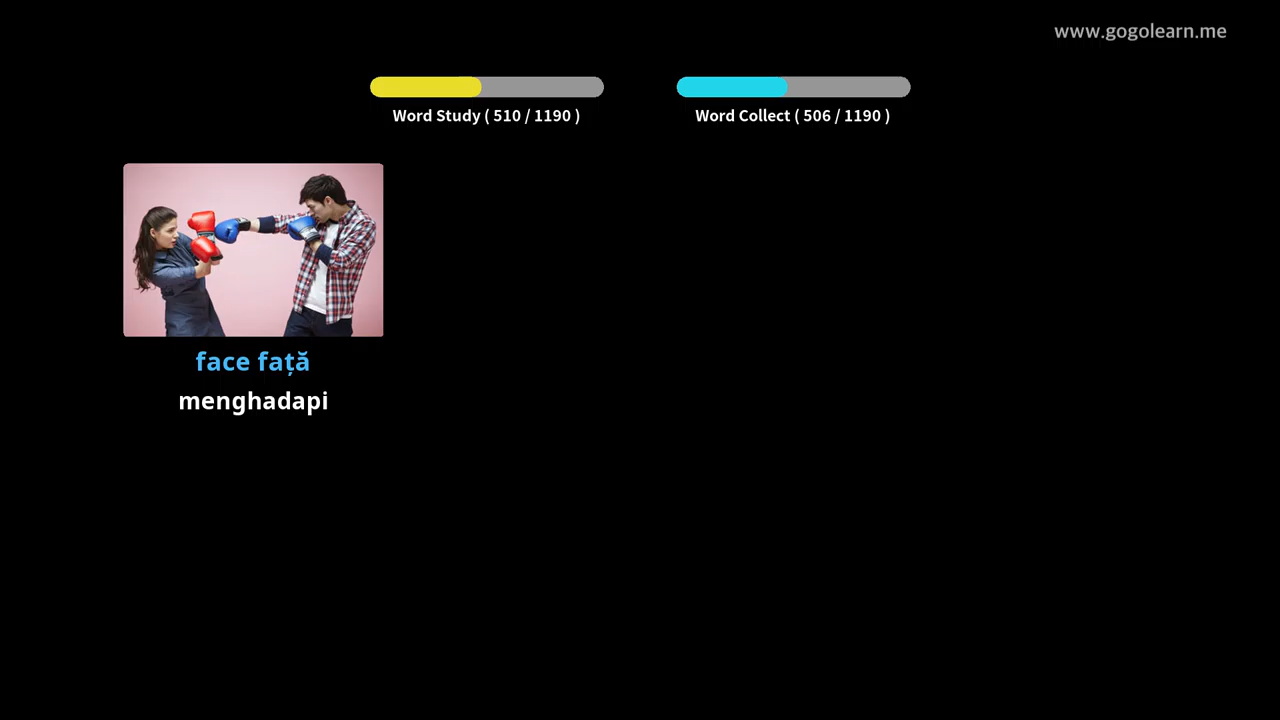 www.gogolearn.me
Word Study ( 510 / 1190 )
Word Collect ( 506 / 1190 )
face față
menghadapi